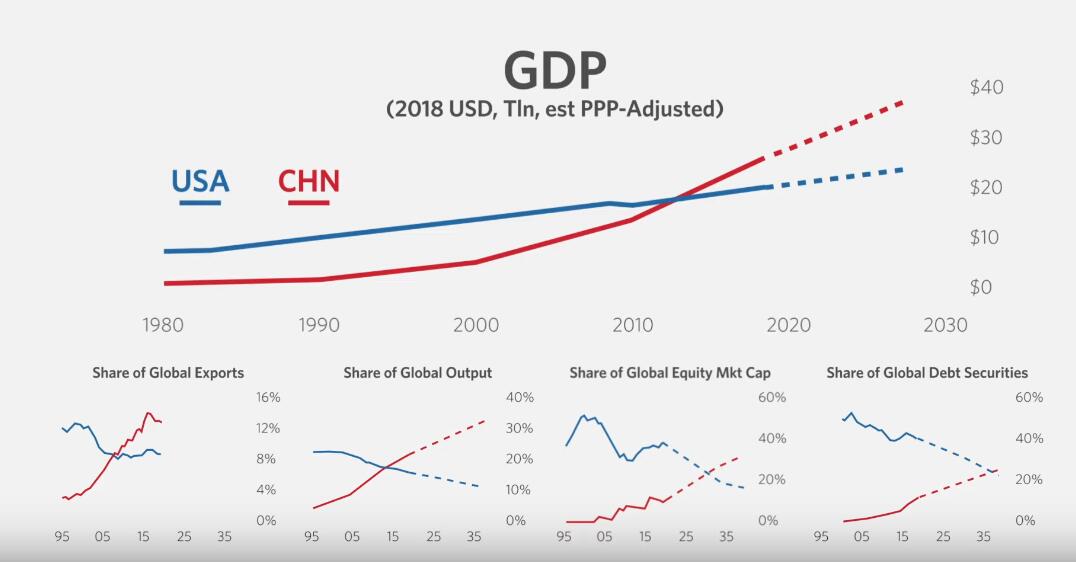 GDP
(2018 USD, Tln, est PPP-Adjusted)
USA CHN
$40
$30
$20
$10
$0
1980 1990 2000 2010 2020 2030
Share of Global Exports
16%
12%
8%
4%
0%
95 05 15 25 35
Share of Global Output
40%
30%
20%
10%
0%
95 05 15 25 35
Share of Global Equity Mkt Cap
60%
40%
20%
0%
95 05 15 25 35
Share of Global Debt Securities
60%
40%
20%
0%
95 05 15 25 35